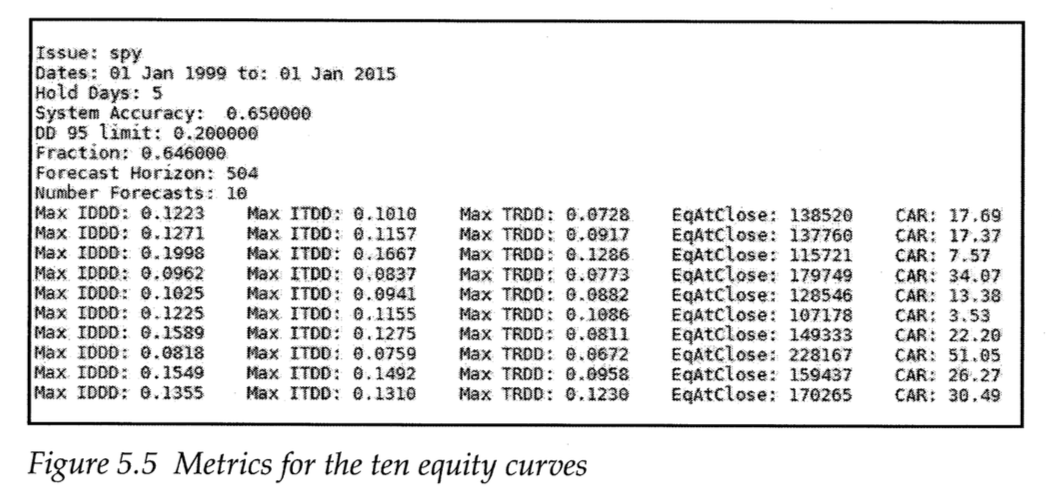 Issue: spy
Dates: 01 Jan 1999 to: 01 Jan 2015
Hold Days: 5
System Accuracy: 0.650000
DD 95 limit: 0.200000
Fraction: 0.646000
Forecast Horizon: 504
Number Forecasts: 10
Max IDDD: 0.1223 Max ITDD: 0.1010 Max TRDD: 0.0728 EqAtClose: 138520 CAR: 17.69
Max IDDD: 0.1271 Max ITDD: 0.1157 Max TRDD: 0.0917 EqAtClose: 137760 CAR: 17.37
Max IDDD: 0.1998 Max ITDD: 0.1667 Max TRDD: 0.1286 EqAtClose: 115721 CAR: 7.57
Max IDDD: 0.0962 Max ITDD: 0.0837 Max TRDD: 0.0773 EqAtClose: 179749 CAR: 34.07
Max IDDD: 0.1025 Max ITDD: 0.0941 Max TRDD: 0.0882 EqAtClose: 128546 CAR: 13.38
Max IDDD: 0.1225 Max ITDD: 0.1155 Max TRDD: 0.1086 EqAtClose: 107178 CAR: 3.53
Max IDDD: 0.1589 Max ITDD: 0.1275 Max TRDD: 0.0811 EqAtClose: 149333 CAR: 22.20
Max IDDD: 0.0818 Max ITDD: 0.0759 Max TRDD: 0.0672 EqAtClose: 228167 CAR: 51.05
Max IDDD: 0.1549 Max ITDD: 0.1492 Max TRDD: 0.0958 EqAtClose: 159437 CAR: 26.27
Max IDDD: 0.1355 Max ITDD: 0.1310 Max TRDD: 0.1230 EqAtClose: 170265 CAR: 30.49
Figure 5.5 Metrics for the ten equity curves